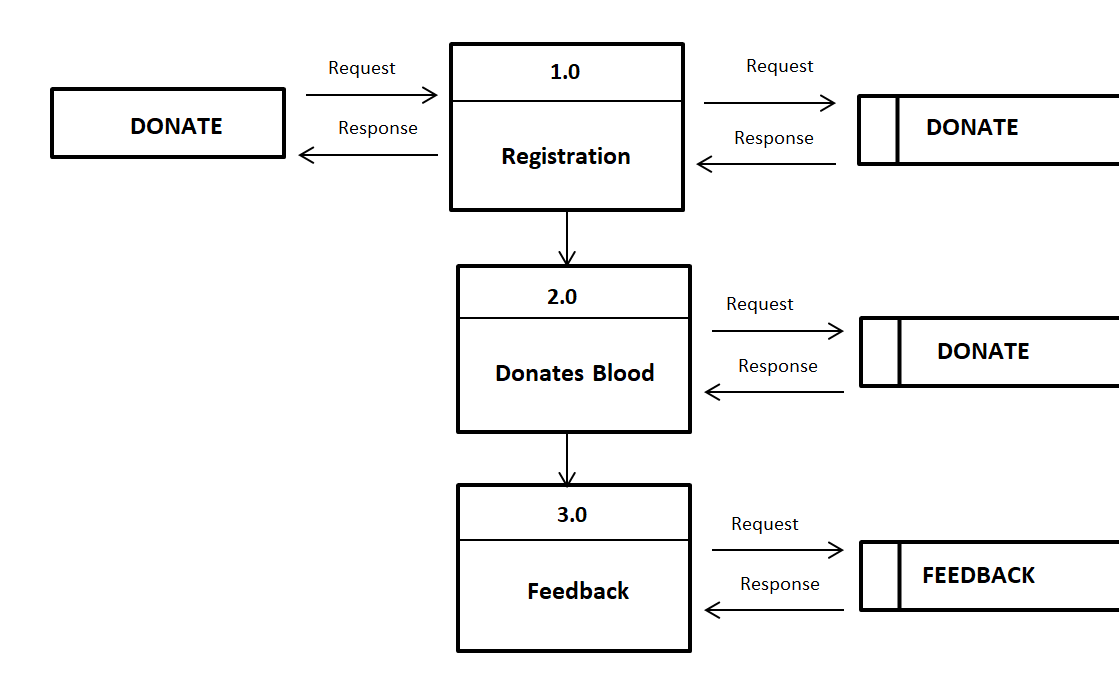 1.0
Request
Request
DONATE
Response
DONATE
Response
Registration
2.0
Request
DONATE
Response
Donates Blood
3.0
Request
FEEDBACK
Response
Feedback